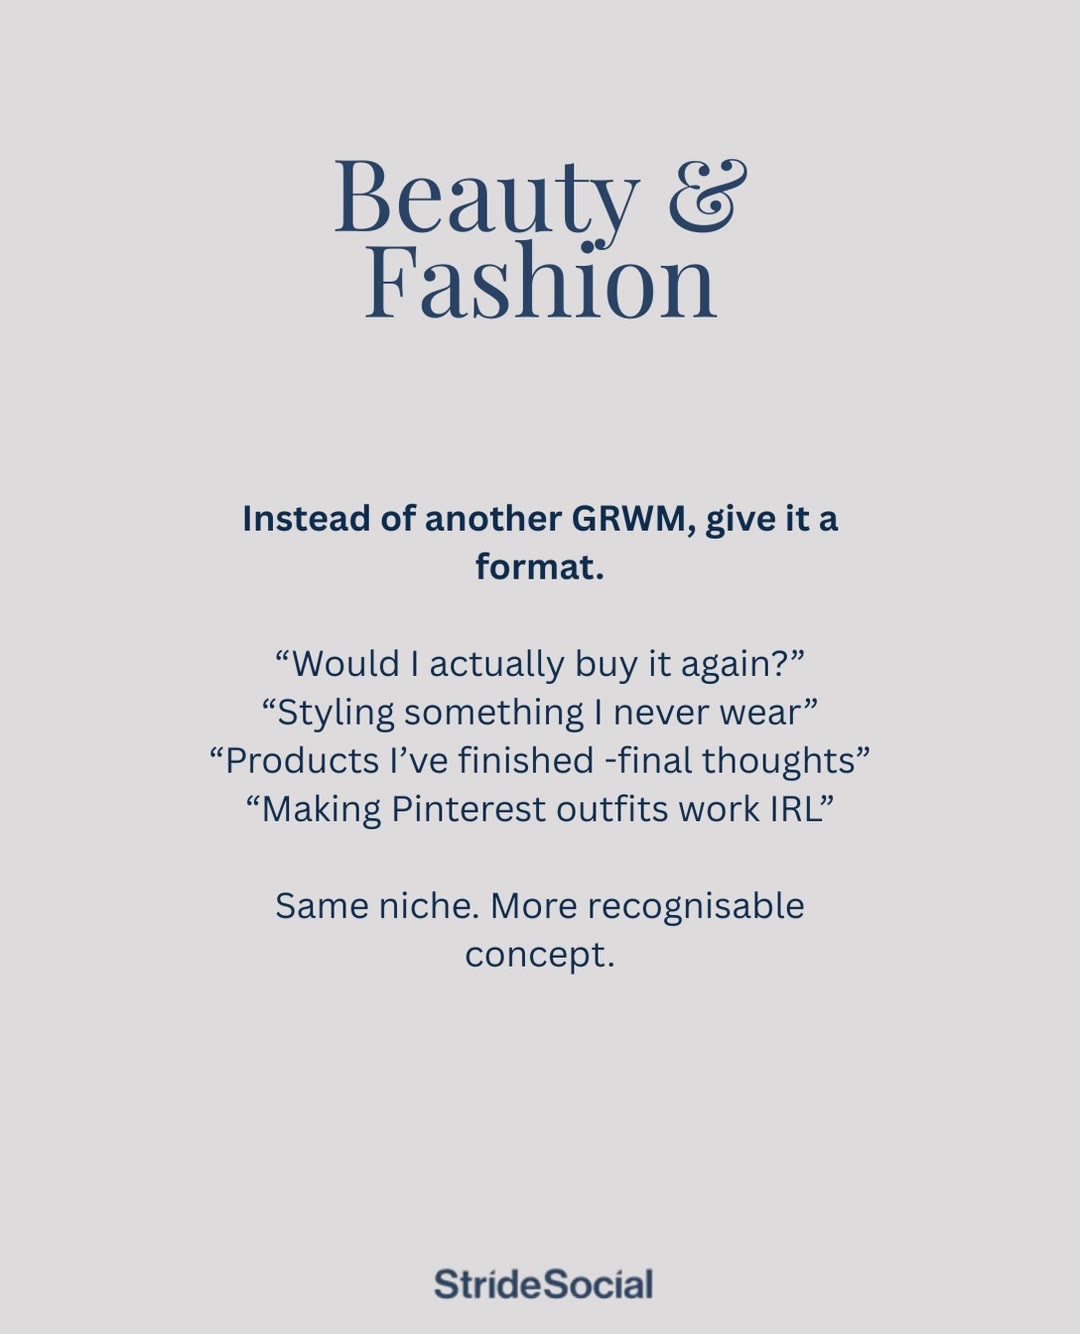 Beauty &
Fashion
Instead of another GRWM, give it a
format.
“Would I actually buy it again?”
“Styling something I never wear”
“Products I’ve finished -final thoughts”
“Making Pinterest outfits work IRL”
Same niche. More recognisable
concept.
StrideSocial